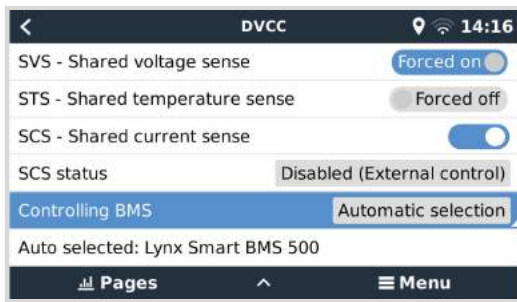 DVCC 14:16
SVS - Shared voltage sense Forced on
STS - Shared temperature sense Forced off
SCS - Shared current sense
SCS status Disabled (External control)
Controlling BMS Automatic selection
Auto selected: Lynx Smart BMS 500
Pages Menu